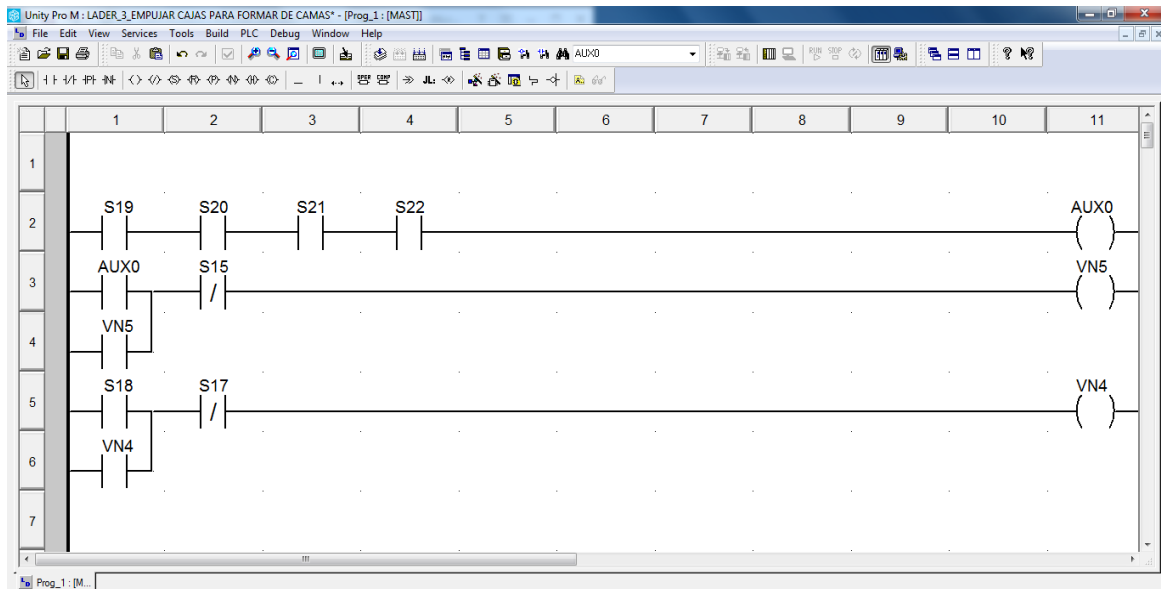 Unity Pro M : LADER_3_EMPUJAR CAJAS PARA FORMAR DE CAMAS* - [Prog_1 : [MAST]]
File Edit View Services Tools Build PLC Debug Window Help
AUX0
1 2 3 4 5 6 7 8 9 10 11
1
S19 S20 S21 S22 AUX0
2
AUX0 S15 VN5
3
VN5
4
S18 S17 VN4
5
VN4
6
7
Prog_1 : [M...